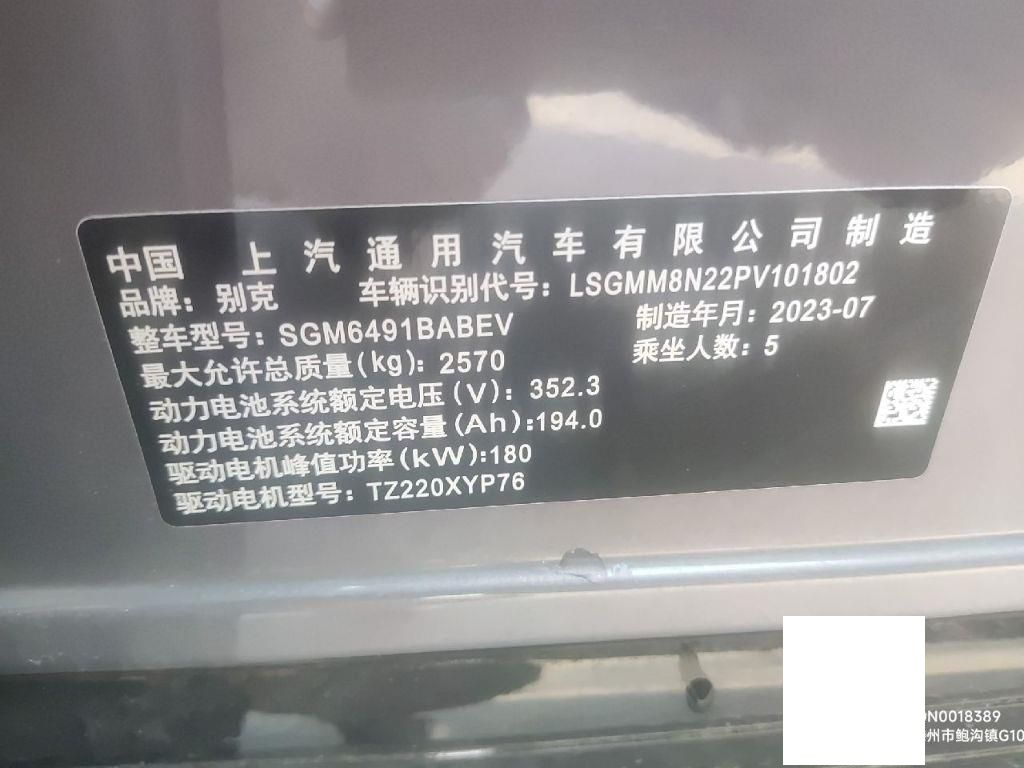 中国 上汽通用汽车有限公司制造
品牌：别克 车辆识别代号：LSGMM8N22PV101802
整车型号：SGM6491BABEV 制造年月：2023-07
最大允许总质量(kg)：2570 乘坐人数：5
动力电池系统额定电压(V)：352.3
动力电池系统额定容量(Ah):194.0
驱动电机峰值功率(kW):180
驱动电机型号：TZ220XYP76
N0018389
州市鲍沟镇G10